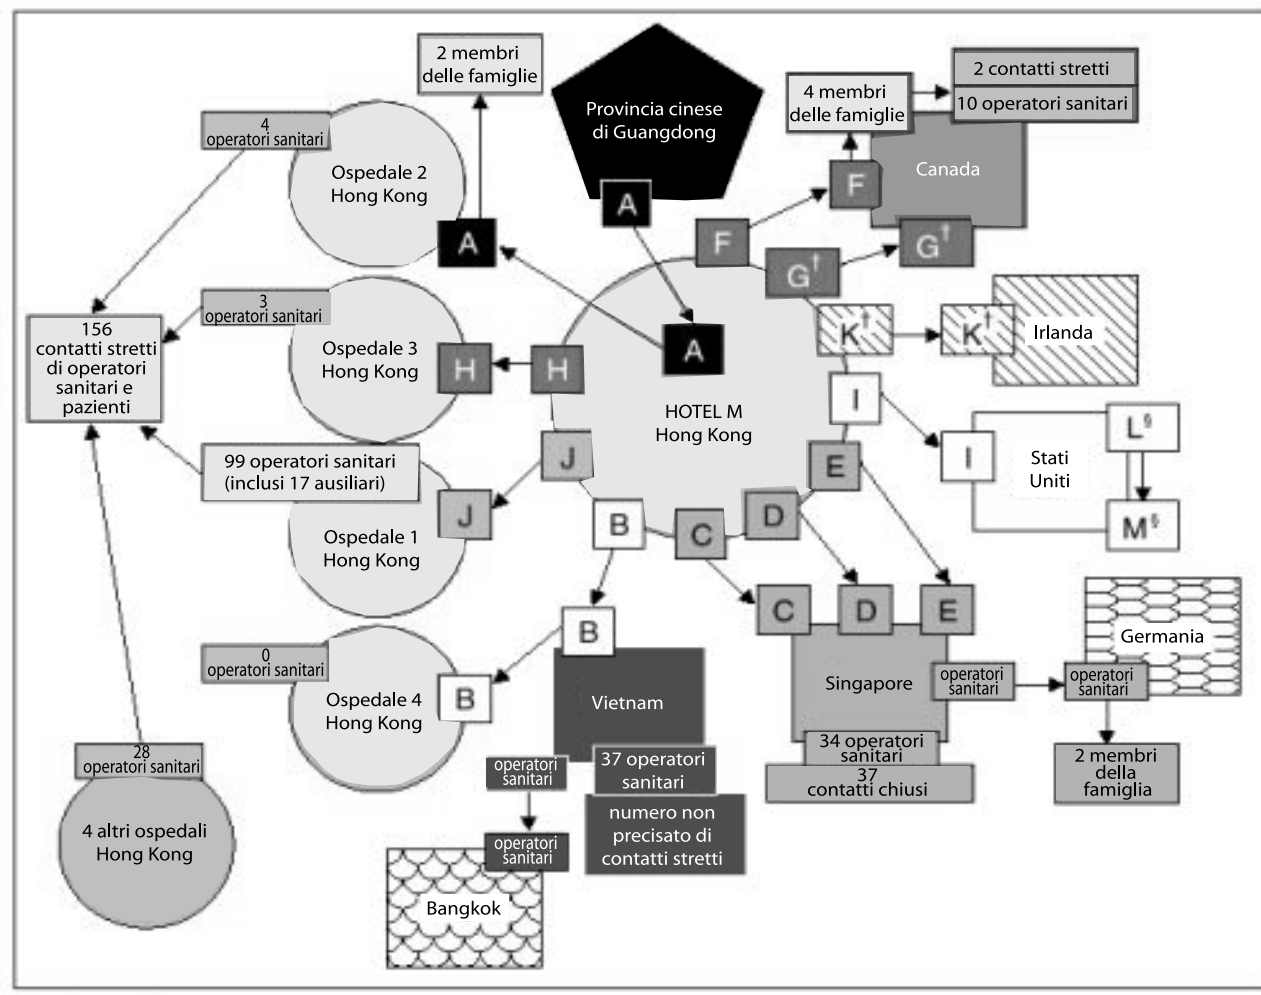 2 membri
delle famiglie
Provincia cinese
di Guangdong
A
4 membri
delle famiglie
2 contatti stretti
10 operatori sanitari
Canada
F
G†
4
operatori sanitari
Ospedale 2
Hong Kong
A
F
G†
K†
K†
Irlanda
3
operatori sanitari
Ospedale 3
Hong Kong
H
H
A
HOTEL M
Hong Kong
I
I
Stati
Uniti
L§
M§
156
contatti stretti
di operatori
sanitari e
pazienti
99 operatori sanitari
(inclusi 17 ausiliari)
Ospedale 1
Hong Kong
J
J
B
C
D
E
C
D
E
Singapore
operatori
sanitari
operatori
sanitari
Germania
34 operatori
sanitari
37
contatti chiusi
2 membri
della
famiglia
0
operatori sanitari
Ospedale 4
Hong Kong
B
B
Vietnam
operatori
sanitari
37 operatori
sanitari
numero non
precisato di
contatti stretti
operatori
sanitari
Bangkok
28
operatori sanitari
4 altri ospedali
Hong Kong